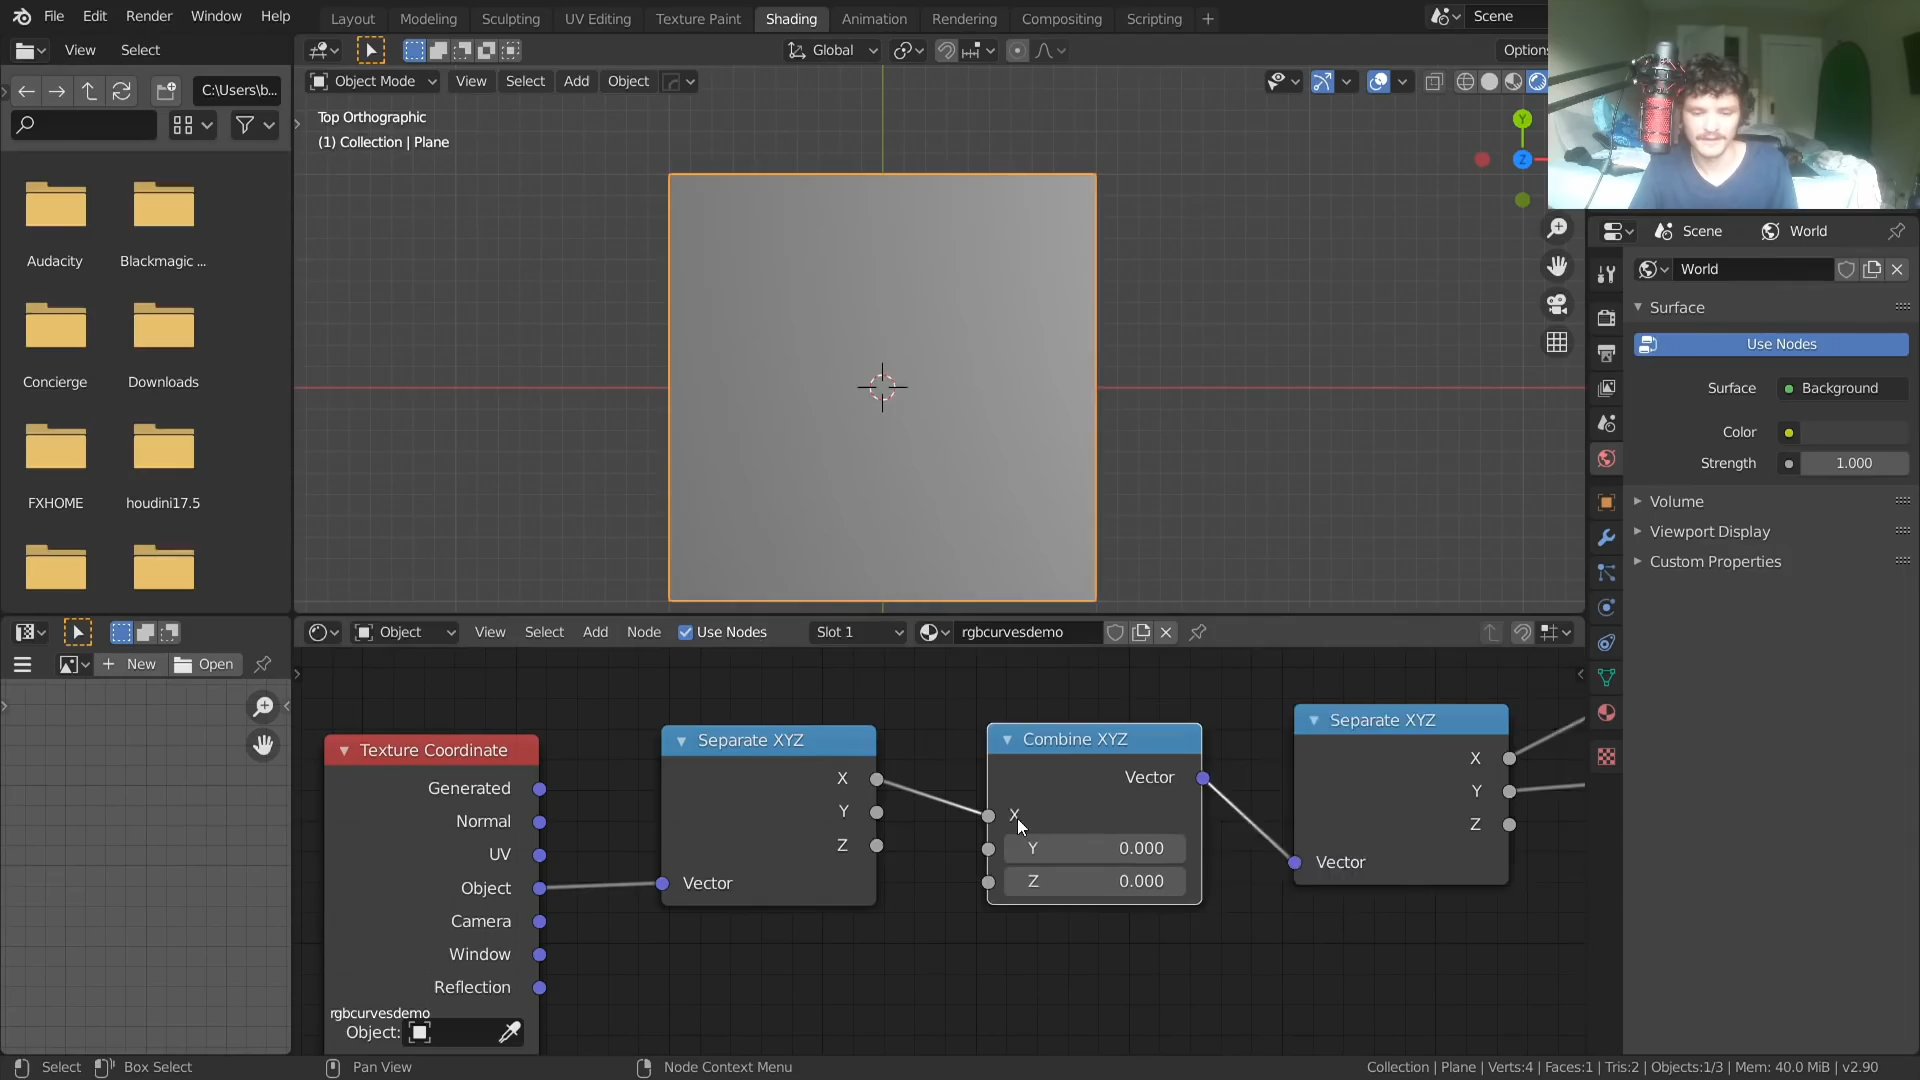 File Edit Render Window Help
Layout Modeling Sculpting UV Editing Texture Paint Shading Animation Rendering Compositing Scripting +
Scene
View Select
Global
Options
C:\Users\b...
Object Mode View Select Add Object
Top Orthographic
(1) Collection | Plane
Y
Z
Audacity
Blackmagic ...
Concierge
Downloads
FXHOME
houdini17.5
Scene World
World
Surface
Use Nodes
Surface Background
Color
Strength 1.000
Volume
Viewport Display
Custom Properties
Object View Select Add Node Use Nodes Slot 1 rgbcurvesdemo
+ New Open
Texture Coordinate
Generated
Normal
UV
Object
Camera
Window
Reflection
rgbcurvesdemo
Object:
Separate XYZ
X
Y
Z
Vector
Combine XYZ
Vector
X
Y 0.000
Z 0.000
Separate XYZ
X
Y
Z
Vector
Select Box Select Pan View Node Context Menu
Collection | Plane | Verts:4 | Faces:1 | Tris:2 | Objects:1/3 | Mem: 40.0 MiB | v2.90